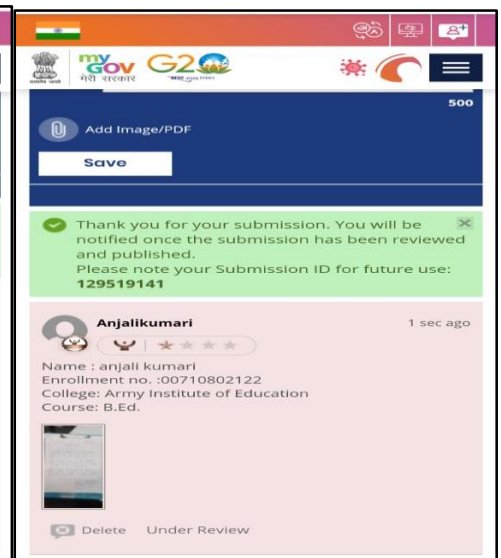 my
GOV
मेरी सरकार
G20
500
Add Image/PDF
Save
Thank you for your submission. You will be
notified once the submission has been reviewed
and published.
Please note your Submission ID for future use:
129519141
Anjalikumari
1 sec ago
Name : anjali kumari
Enrollment no. :00710802122
College: Army Institute of Education
Course: B.Ed.
Delete Under Review